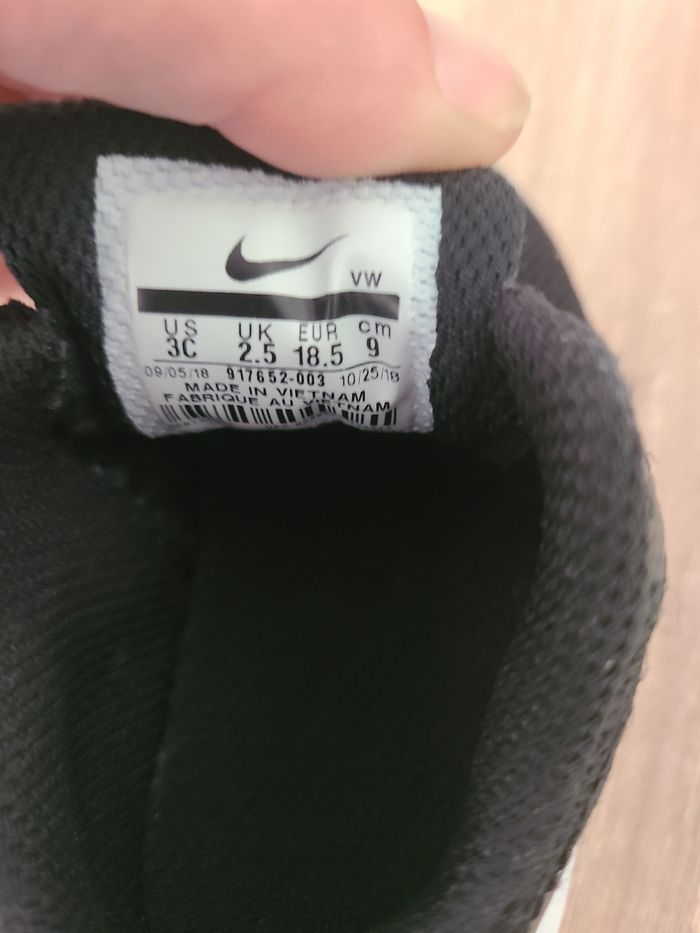 VW
US UK EUR cm
3C 2.5 18.5 9
09/05/18 917652-003 10/25/18
MADE IN VIETNAM
FABRIQUE AU VIETNAM